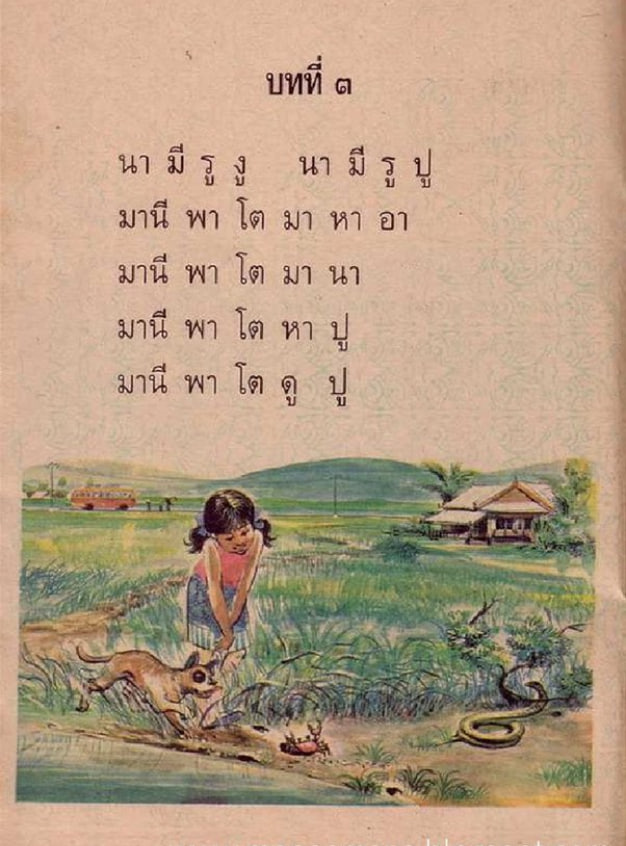 บทที่ ๓
นา มี รู งู นา มี รู ปู
มานี พา โต มา หา อา
มานี พา โต มา นา
มานี พา โต หา ปู
มานี พา โต ดู ปู